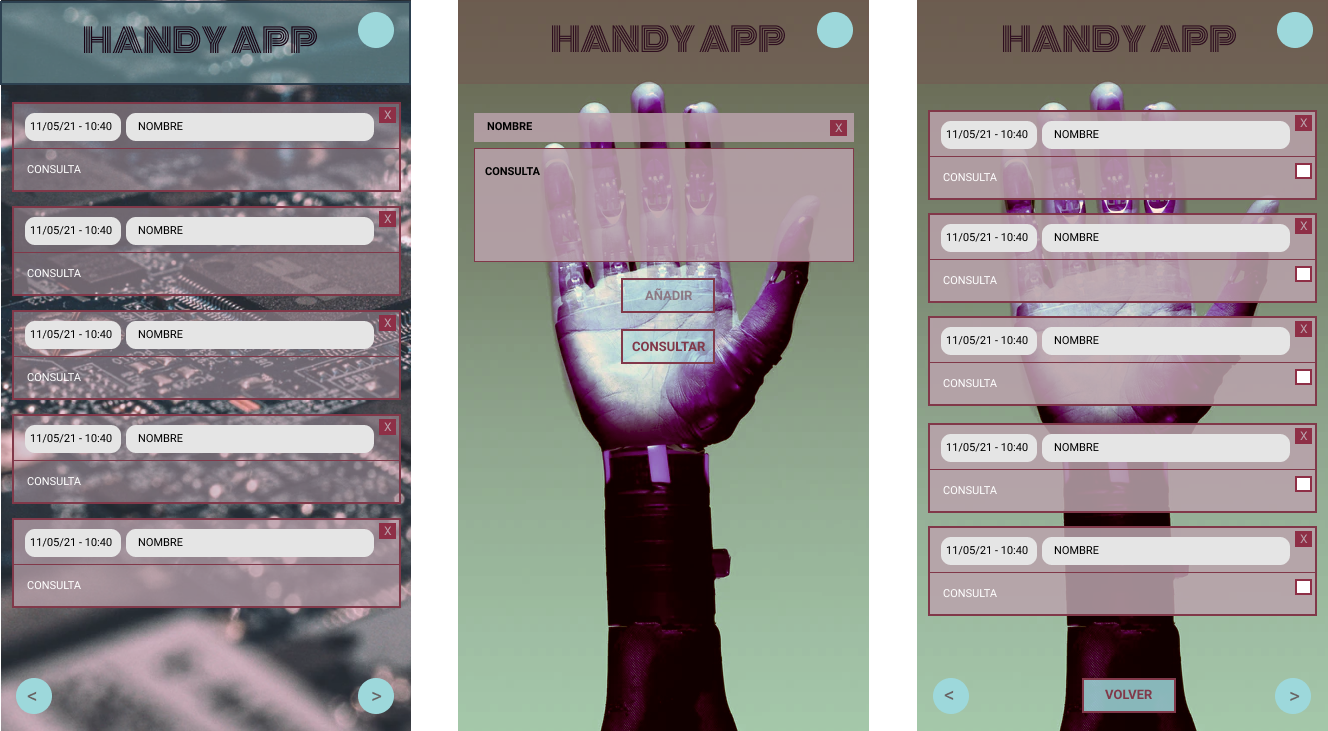 HANDY APP
X
11/05/21 - 10:40 NOMBRE
CONSULTA
X
11/05/21 - 10:40 NOMBRE
CONSULTA
X
11/05/21 - 10:40 NOMBRE
CONSULTA
X
11/05/21 - 10:40 NOMBRE
CONSULTA
X
11/05/21 - 10:40 NOMBRE
CONSULTA
< >
HANDY APP
NOMBRE X
CONSULTA
AÑADIR
CONSULTAR
HANDY APP
X
11/05/21 - 10:40 NOMBRE
CONSULTA
X
11/05/21 - 10:40 NOMBRE
CONSULTA
X
11/05/21 - 10:40 NOMBRE
CONSULTA
X
11/05/21 - 10:40 NOMBRE
CONSULTA
X
11/05/21 - 10:40 NOMBRE
CONSULTA
< VOLVER >